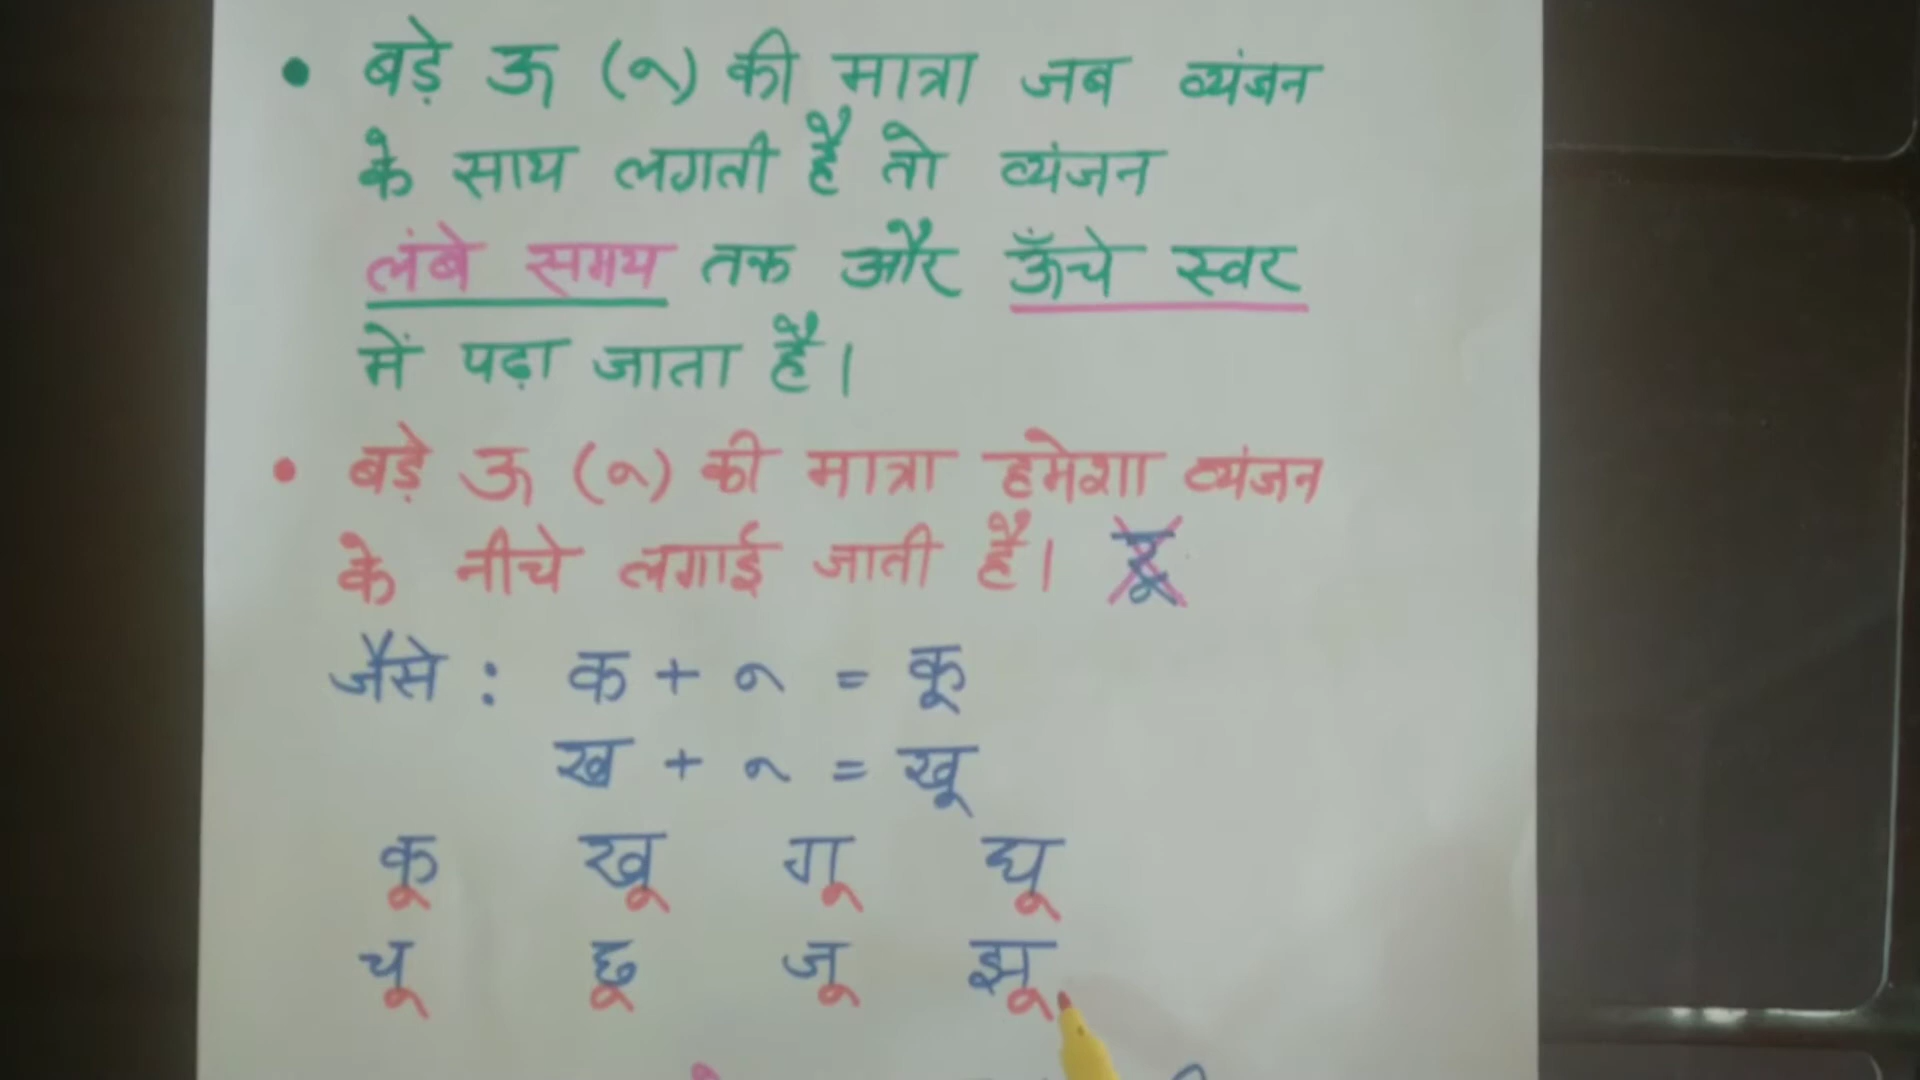 • बड़े ऊ (ू) की मात्रा जब व्यंजन
के साथ लगती है तो व्यंजन
लंबे समय तक और ऊँचे स्वर
में पढ़ा जाता है।
• बड़े ऊ (ू) की मात्रा हमेशा व्यंजन
के नीचे लगाई जाती है। रू
जैसे : क + ू = कू
ख + ू = खू
कू खू गू घू
चू छू जू झू